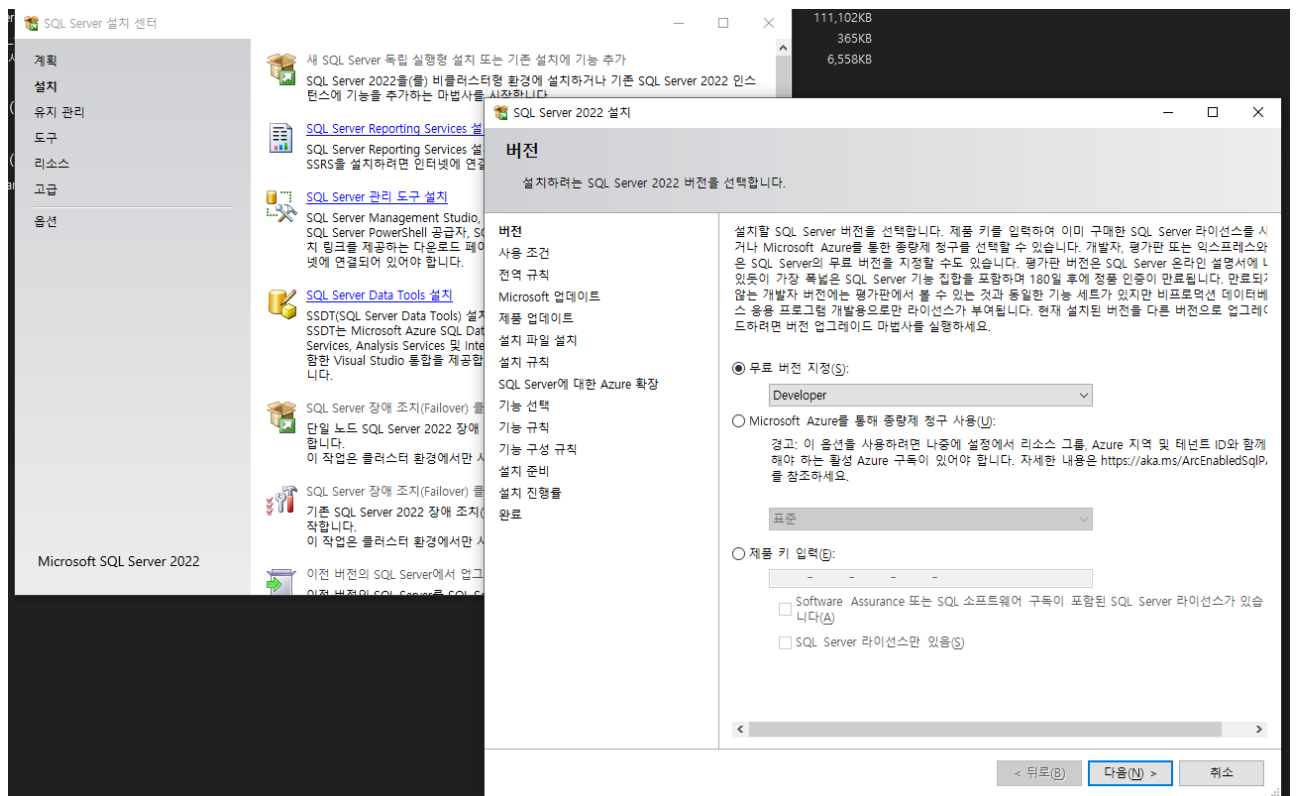 SQL Server 설치 센터
111,102KB
365KB
6,558KB
계획
설치
유지 관리
도구
리소스
고급
옵션
Microsoft SQL Server 2022
새 SQL Server 독립 실행형 설치 또는 기존 설치에 기능 추가
SQL Server 2022을(를) 비클러스터형 환경에 설치하거나 기존 SQL Server 2022 인스
턴스에 기능을 추가하는 마법사를 시작합니다.
SQL Server Reporting Services 설
SQL Server Reporting Services 설
SSRS을 설치하려면 인터넷에 연결
SQL Server 관리 도구 설치
SQL Server Management Studio,
SQL Server PowerShell 공급자, SQ
치 링크를 제공하는 다운로드 페이
넷에 연결되어 있어야 합니다.
SQL Server Data Tools 설치
SSDT(SQL Server Data Tools) 설치
SSDT는 Microsoft Azure SQL Dat
Services, Analysis Services 및 Inte
함한 Visual Studio 통합을 제공합
니다.
SQL Server 장애 조치(Failover) 클
단일 노드 SQL Server 2022 장애
합니다.
이 작업은 클러스터 환경에서만 사
SQL Server 장애 조치(Failover) 클
기존 SQL Server 2022 장애 조치(
작합니다.
이 작업은 클러스터 환경에서만 사
이전 버전의 SQL Server에서 업그
이전 버전의 SQL Server를 SQL Se
SQL Server 2022 설치
버전
설치하려는 SQL Server 2022 버전을 선택합니다.
버전
사용 조건
전역 규칙
Microsoft 업데이트
제품 업데이트
설치 파일 설치
설치 규칙
SQL Server에 대한 Azure 확장
기능 선택
기능 규칙
기능 구성 규칙
설치 준비
설치 진행률
완료
설치할 SQL Server 버전을 선택합니다. 제품 키를 입력하여 이미 구매한 SQL Server 라이선스를 사
거나 Microsoft Azure를 통한 종량제 청구를 선택할 수 있습니다. 개발자, 평가판 또는 익스프레스와
은 SQL Server의 무료 버전을 지정할 수도 있습니다. 평가판 버전은 SQL Server 온라인 설명서에 나
있듯이 가장 폭넓은 SQL Server 기능 집합을 포함하며 180일 후에 정품 인증이 만료됩니다. 만료되지
않는 개발자 버전에는 평가판에서 볼 수 있는 것과 동일한 기능 세트가 있지만 비프로덕션 데이터베
스 응용 프로그램 개발용으로만 라이선스가 부여됩니다. 현재 설치된 버전을 다른 버전으로 업그레이
드하려면 버전 업그레이드 마법사를 실행하세요.
무료 버전 지정(S):
Developer
Microsoft Azure를 통해 종량제 청구 사용(U):
경고: 이 옵션을 사용하려면 나중에 설정에서 리소스 그룹, Azure 지역 및 테넌트 ID와 함께
해야 하는 활성 Azure 구독이 있어야 합니다. 자세한 내용은 https://aka.ms/ArcEnabledSqlPA
를 참조하세요.
표준
제품 키 입력(E):
- - - -
Software Assurance 또는 SQL 소프트웨어 구독이 포함된 SQL Server 라이선스가 있습
니다(A)
SQL Server 라이선스만 있음(S)
< 뒤로(B)
다음(N) >
취소